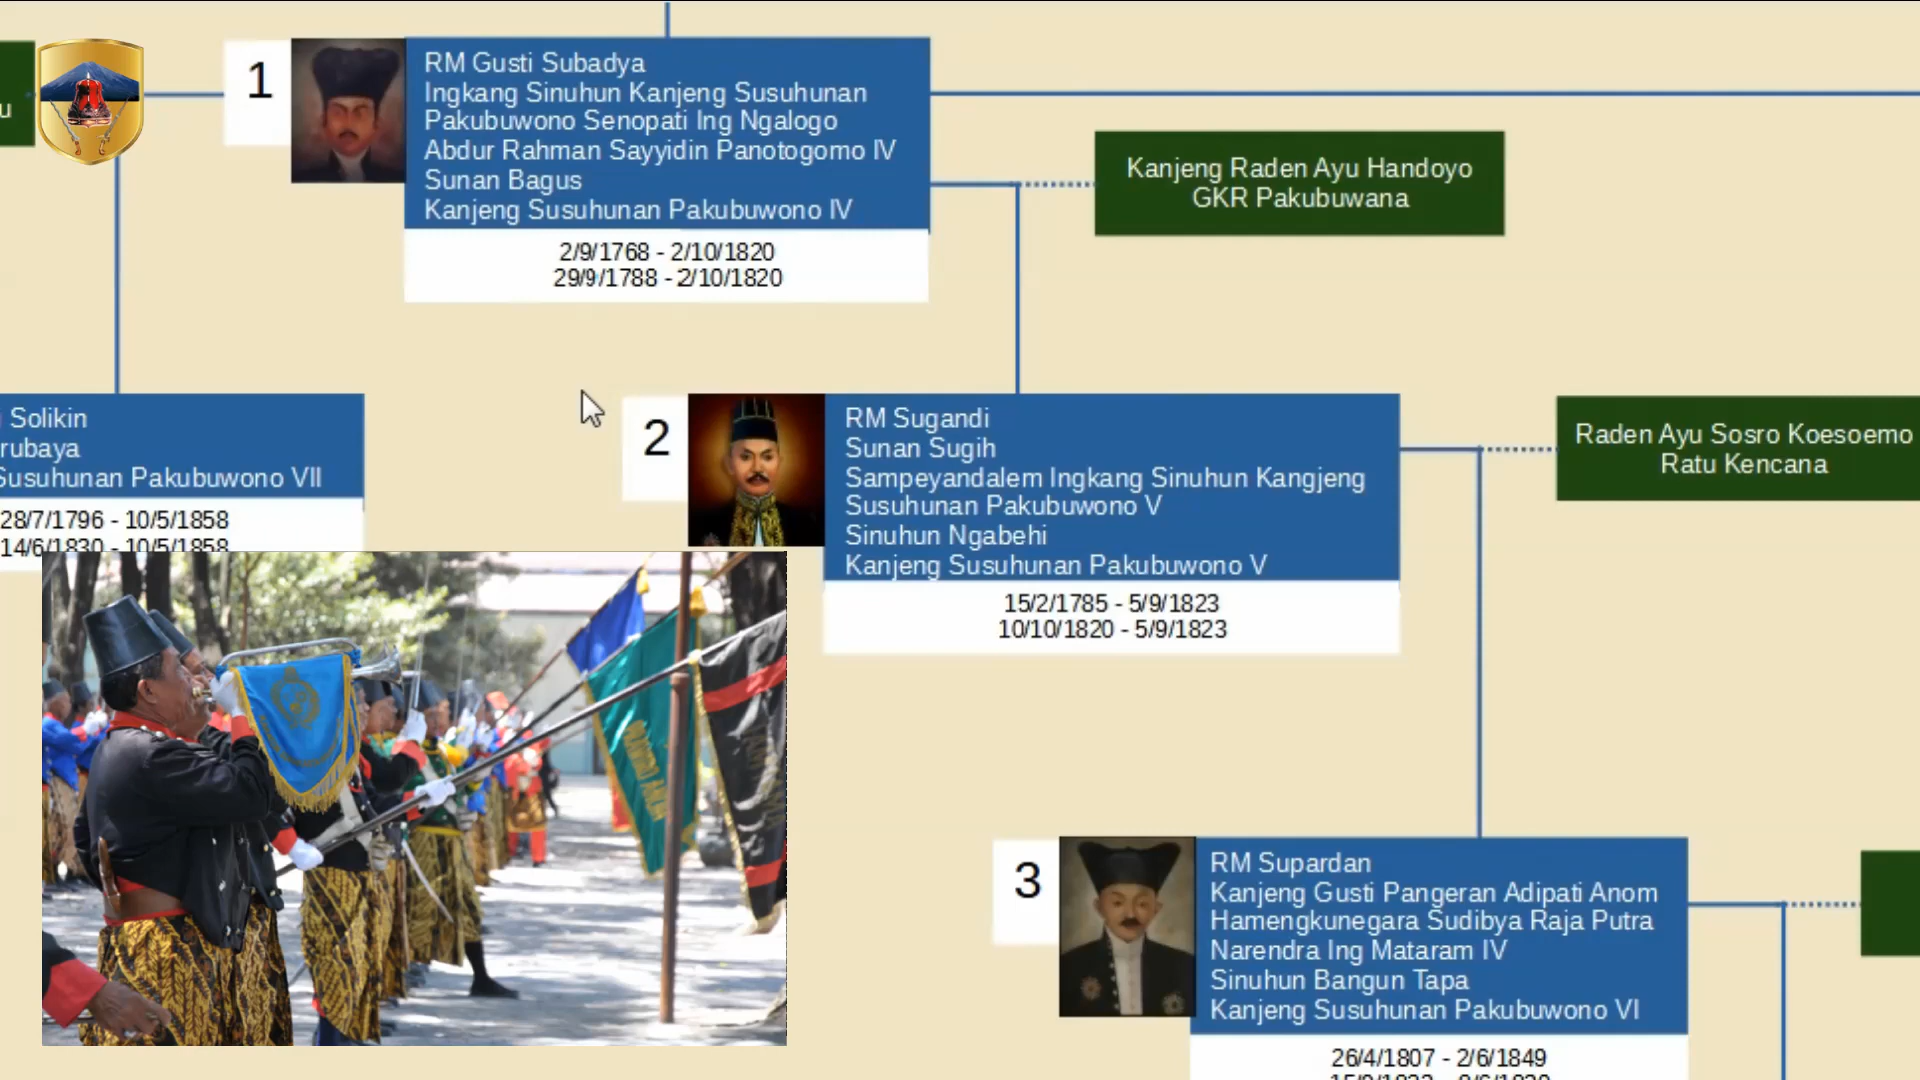 u
1
RM Gusti Subadya
Ingkang Sinuhun Kanjeng Susuhunan
Pakubuwono Senopati Ing Ngalogo
Abdur Rahman Sayyidin Panotogomo IV
Sunan Bagus
Kanjeng Susuhunan Pakubuwono IV
2/9/1768 - 2/10/1820
29/9/1788 - 2/10/1820
Kanjeng Raden Ayu Handoyo
GKR Pakubuwana
Solikin
rubaya
Susuhunan Pakubuwono VII
28/7/1796 - 10/5/1858
14/6/1830 - 10/5/1858
2
RM Sugandi
Sunan Sugih
Sampeyandalem Ingkang Sinuhun Kangjeng
Susuhunan Pakubuwono V
Sinuhun Ngabehi
Kanjeng Susuhunan Pakubuwono V
15/2/1785 - 5/9/1823
10/10/1820 - 5/9/1823
Raden Ayu Sosro Koesoemo
Ratu Kencana
3
RM Supardan
Kanjeng Gusti Pangeran Adipati Anom
Hamengkunegara Sudibya Raja Putra
Narendra Ing Mataram IV
Sinuhun Bangun Tapa
Kanjeng Susuhunan Pakubuwono VI
26/4/1807 - 2/6/1849